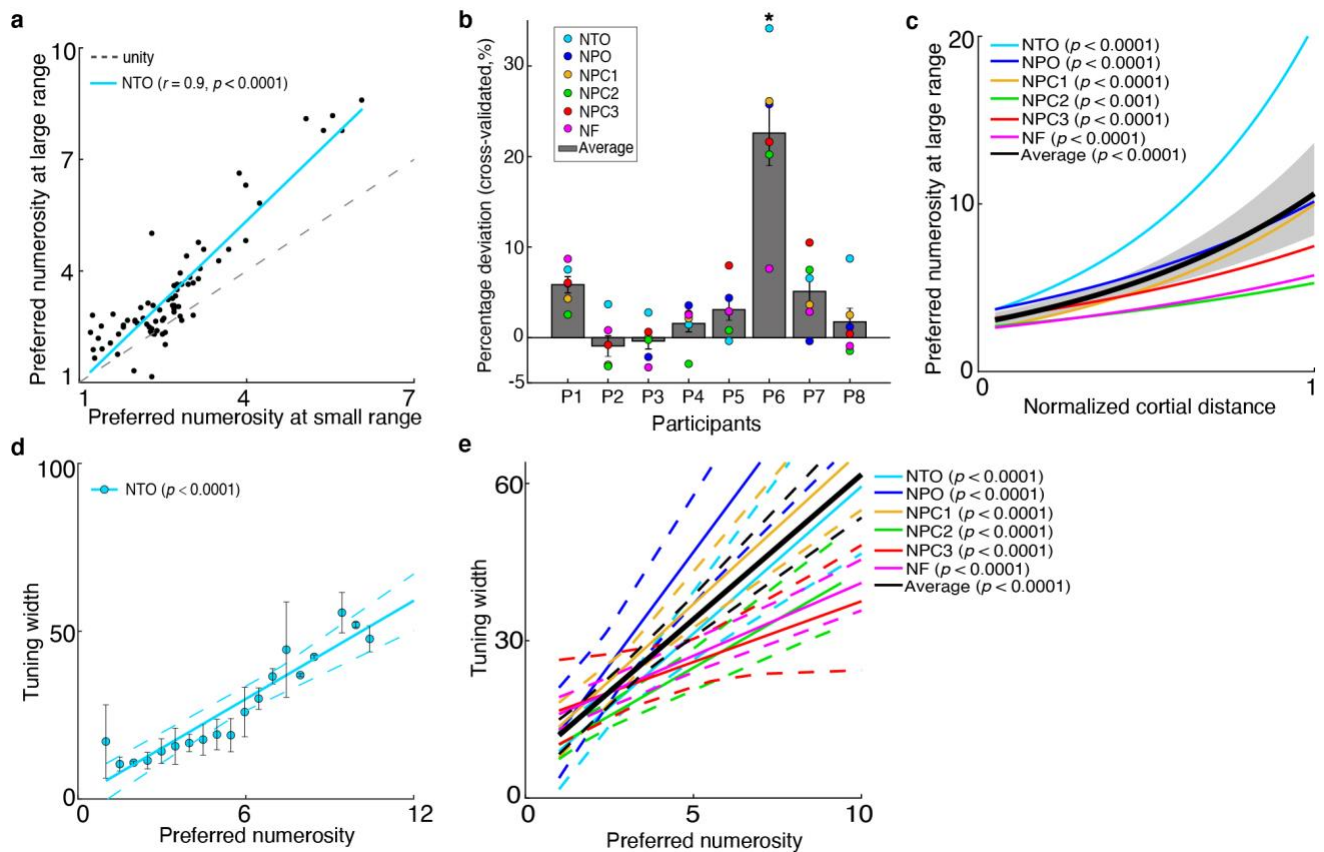 a
10
7
4
1
Preferred numerosity at large range
unity
NTO (r = 0.9, p < 0.0001)
1
4
7
Preferred numerosity at small range
b
Percentage deviation (cross-validated,%)
30
20
10
0
-5
*
NTO
NPO
NPC1
NPC2
NPC3
NF
Average
P1 P2 P3 P4 P5 P6 P7 P8
Participants
c
Preferred numerosity at large range
20
10
0
NTO (p < 0.0001)
NPO (p < 0.0001)
NPC1 (p < 0.0001)
NPC2 (p < 0.001)
NPC3 (p < 0.0001)
NF (p < 0.0001)
Average (p < 0.0001)
0
1
Normalized cortial distance
d
100
50
0
Tuning width
NTO (p < 0.0001)
0
6
12
Preferred numerosity
e
60
30
0
Tuning width
0
5
10
Preferred numerosity
NTO (p < 0.0001)
NPO (p < 0.0001)
NPC1 (p < 0.0001)
NPC2 (p < 0.0001)
NPC3 (p < 0.0001)
NF (p < 0.0001)
Average (p < 0.0001)